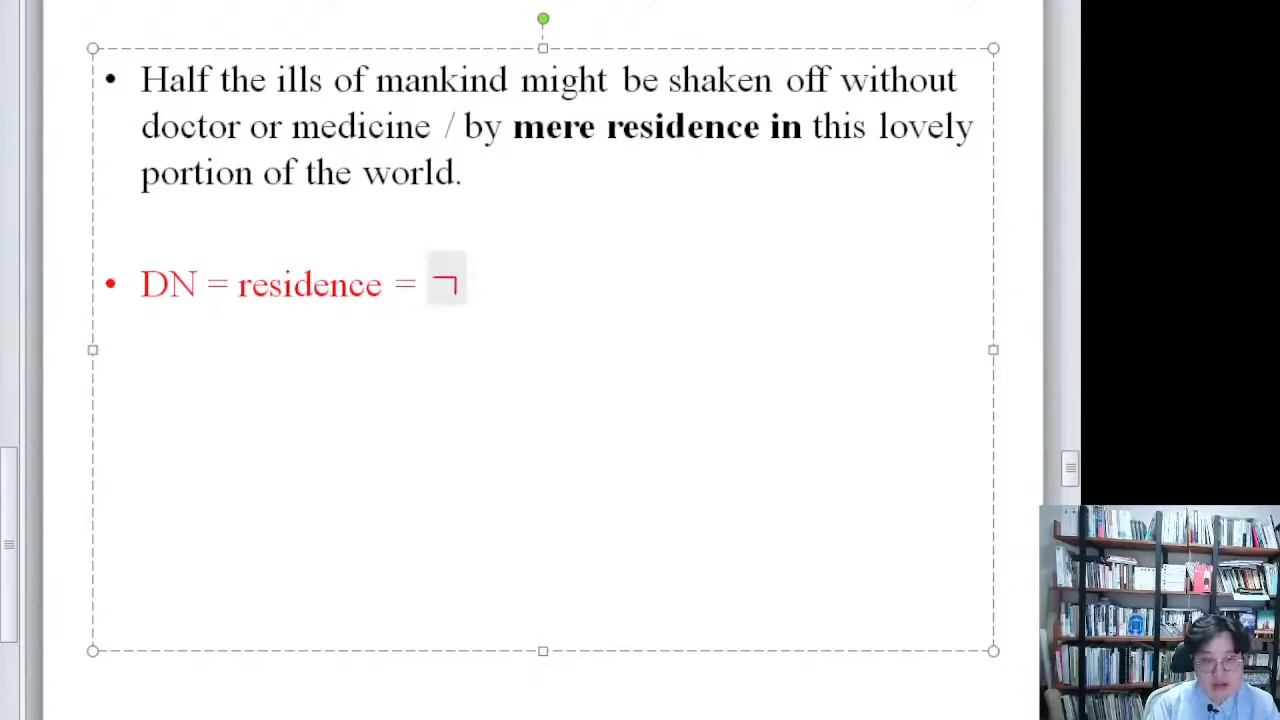 • Half the ills of mankind might be shaken off without
doctor or medicine / by mere residence in this lovely
portion of the world.
• DN = residence = ㄱ